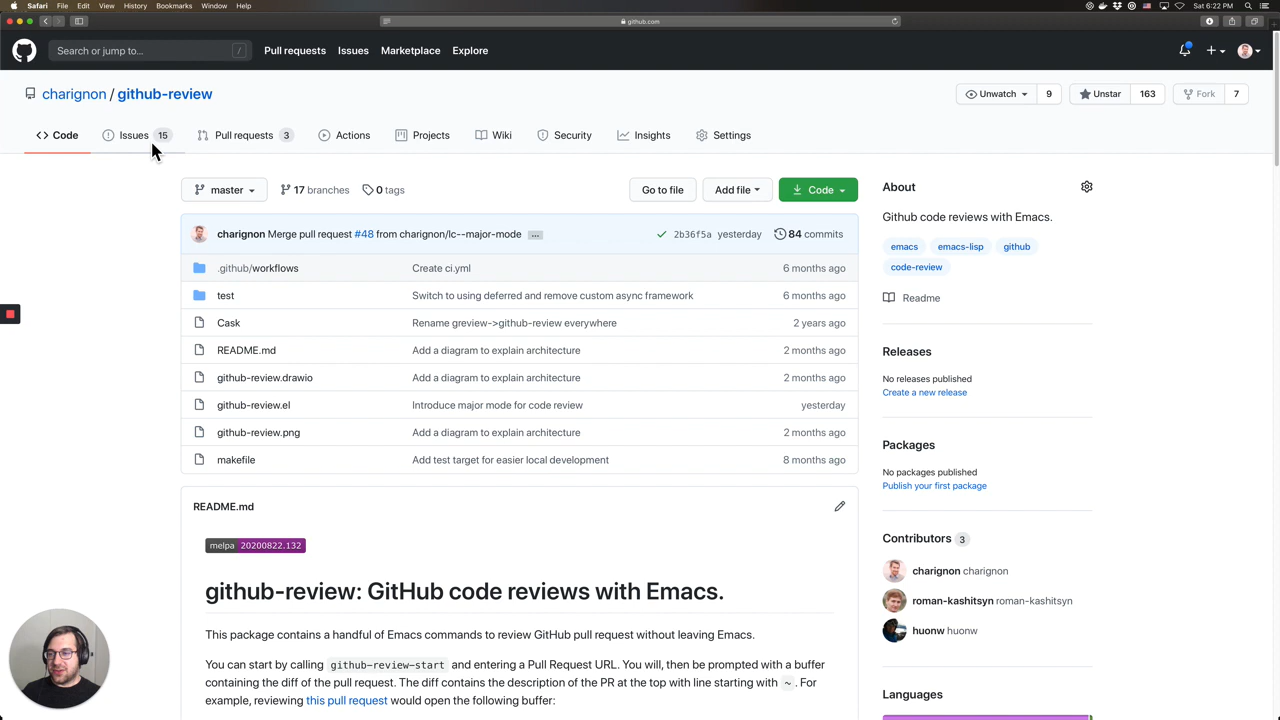 Safari File Edit View History Bookmarks Window Help Sat 6:22 PM
github.com
Search or jump to... / Pull requests Issues Marketplace Explore
charignon / github-review Unwatch 9 Unstar 163 Fork 7
Code Issues 15 Pull requests 3 Actions Projects Wiki Security Insights Settings
master 17 branches 0 tags Go to file Add file Code
charignon Merge pull request #48 from charignon/lc--major-mode ... 2b36f5a yesterday 84 commits
.github/workflows Create ci.yml 6 months ago
test Switch to using deferred and remove custom async framework 6 months ago
Cask Rename greview->github-review everywhere 2 years ago
README.md Add a diagram to explain architecture 2 months ago
github-review.drawio Add a diagram to explain architecture 2 months ago
github-review.el Introduce major mode for code review yesterday
github-review.png Add a diagram to explain architecture 2 months ago
makefile Add test target for easier local development 8 months ago
README.md
melpa 20200822.132
github-review: GitHub code reviews with Emacs.
This package contains a handful of Emacs commands to review GitHub pull request without leaving Emacs.
You can start by calling github-review-start and entering a Pull Request URL. You will, then be prompted with a buffer
containing the diff of the pull request. The diff contains the description of the PR at the top with line starting with ~. For
example, reviewing this pull request would open the following buffer:
About
Github code reviews with Emacs.
emacs emacs-lisp github
code-review
Readme
Releases
No releases published
Create a new release
Packages
No packages published
Publish your first package
Contributors 3
charignon charignon
roman-kashitsyn roman-kashitsyn
huonw huonw
Languages